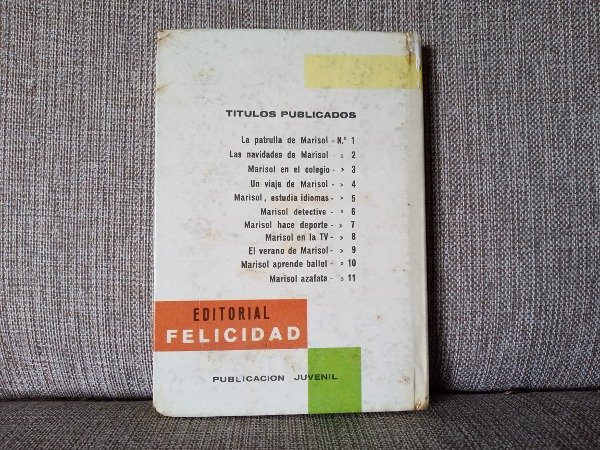 TITULOS PUBLICADOS
La patrulla de Marisol - N.º 1
Las navidades de Marisol » 2
Marisol en el colegio - » 3
Un viaje de Marisol - » 4
Marisol, estudia idiomas - » 5
Marisol detective - » 6
Marisol hace deporte - » 7
Marisol en la TV - » 8
El verano de Marisol - » 9
Marisol aprende ballet - » 10
Marisol azafata - » 11
EDITORIAL
FELICIDAD
PUBLICACION JUVENIL